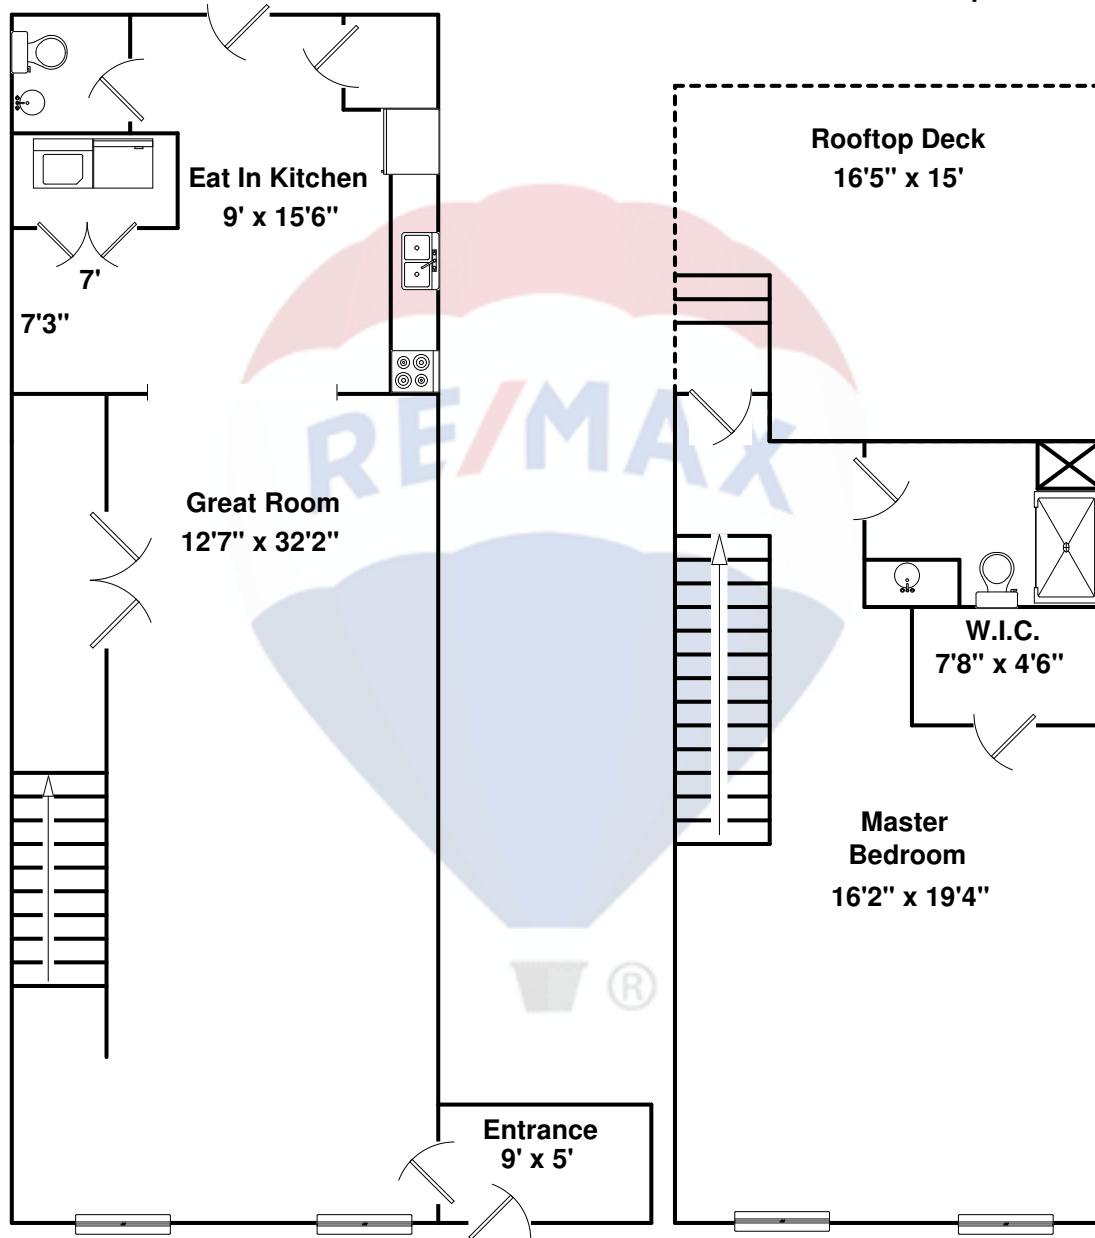 Eat In Kitchen
9' x 15'6"
7'
7'3"
Great Room
12'7" x 32'2"
Entrance
9' x 5'
Rooftop Deck
16'5" x 15'
W.I.C.
7'8" x 4'6"
Master
Bedroom
16'2" x 19'4"
RE/MAX
®